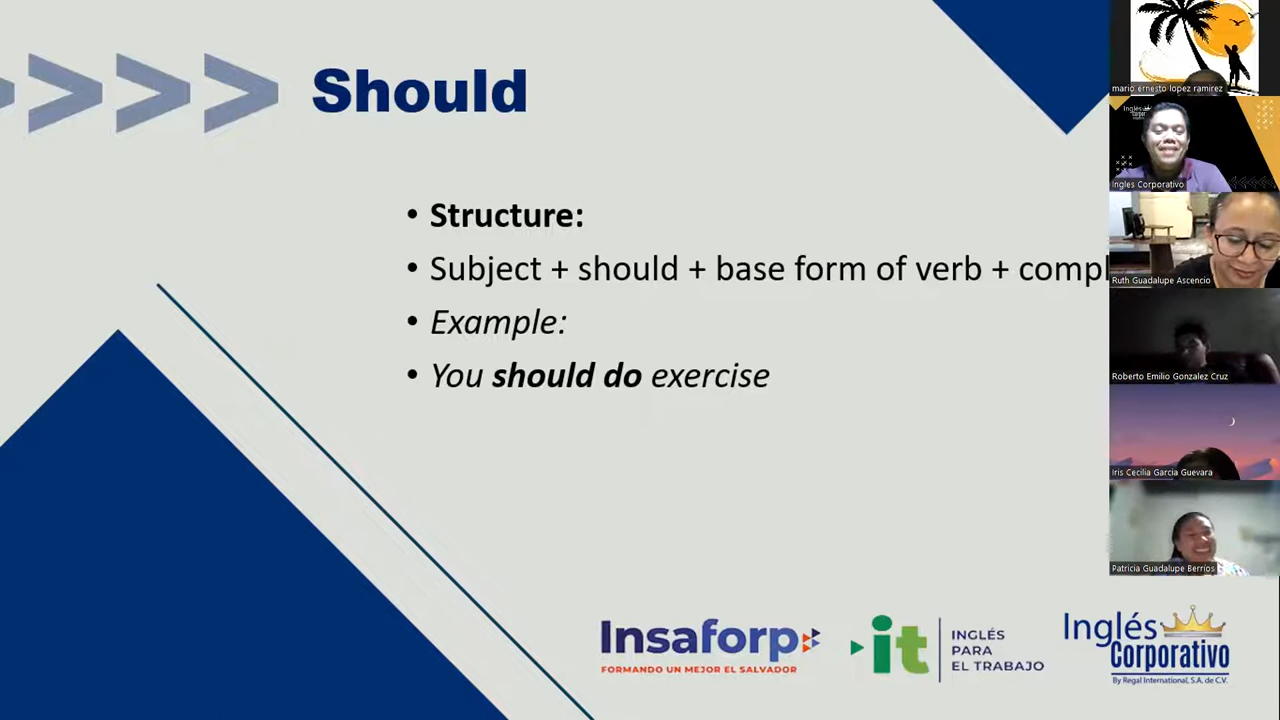 Should
• Structure:
• Subject + should + base form of verb + compl
• Example:
• You should do exercise
mario ernesto lopez ramirez
Inglés
Ingles Corporativo
Ruth Guadalupe Ascencio
Roberto Emilio Gonzalez Cruz
Iris Cecilia Garcia Guevara
Patricia Guadalupe Berríos
Insaforp
FORMANDO UN MEJOR EL SALVADOR
it
INGLÉS
PARA
EL TRABAJO
Inglés
Corporativo
By Regal International, S.A. de C.V.